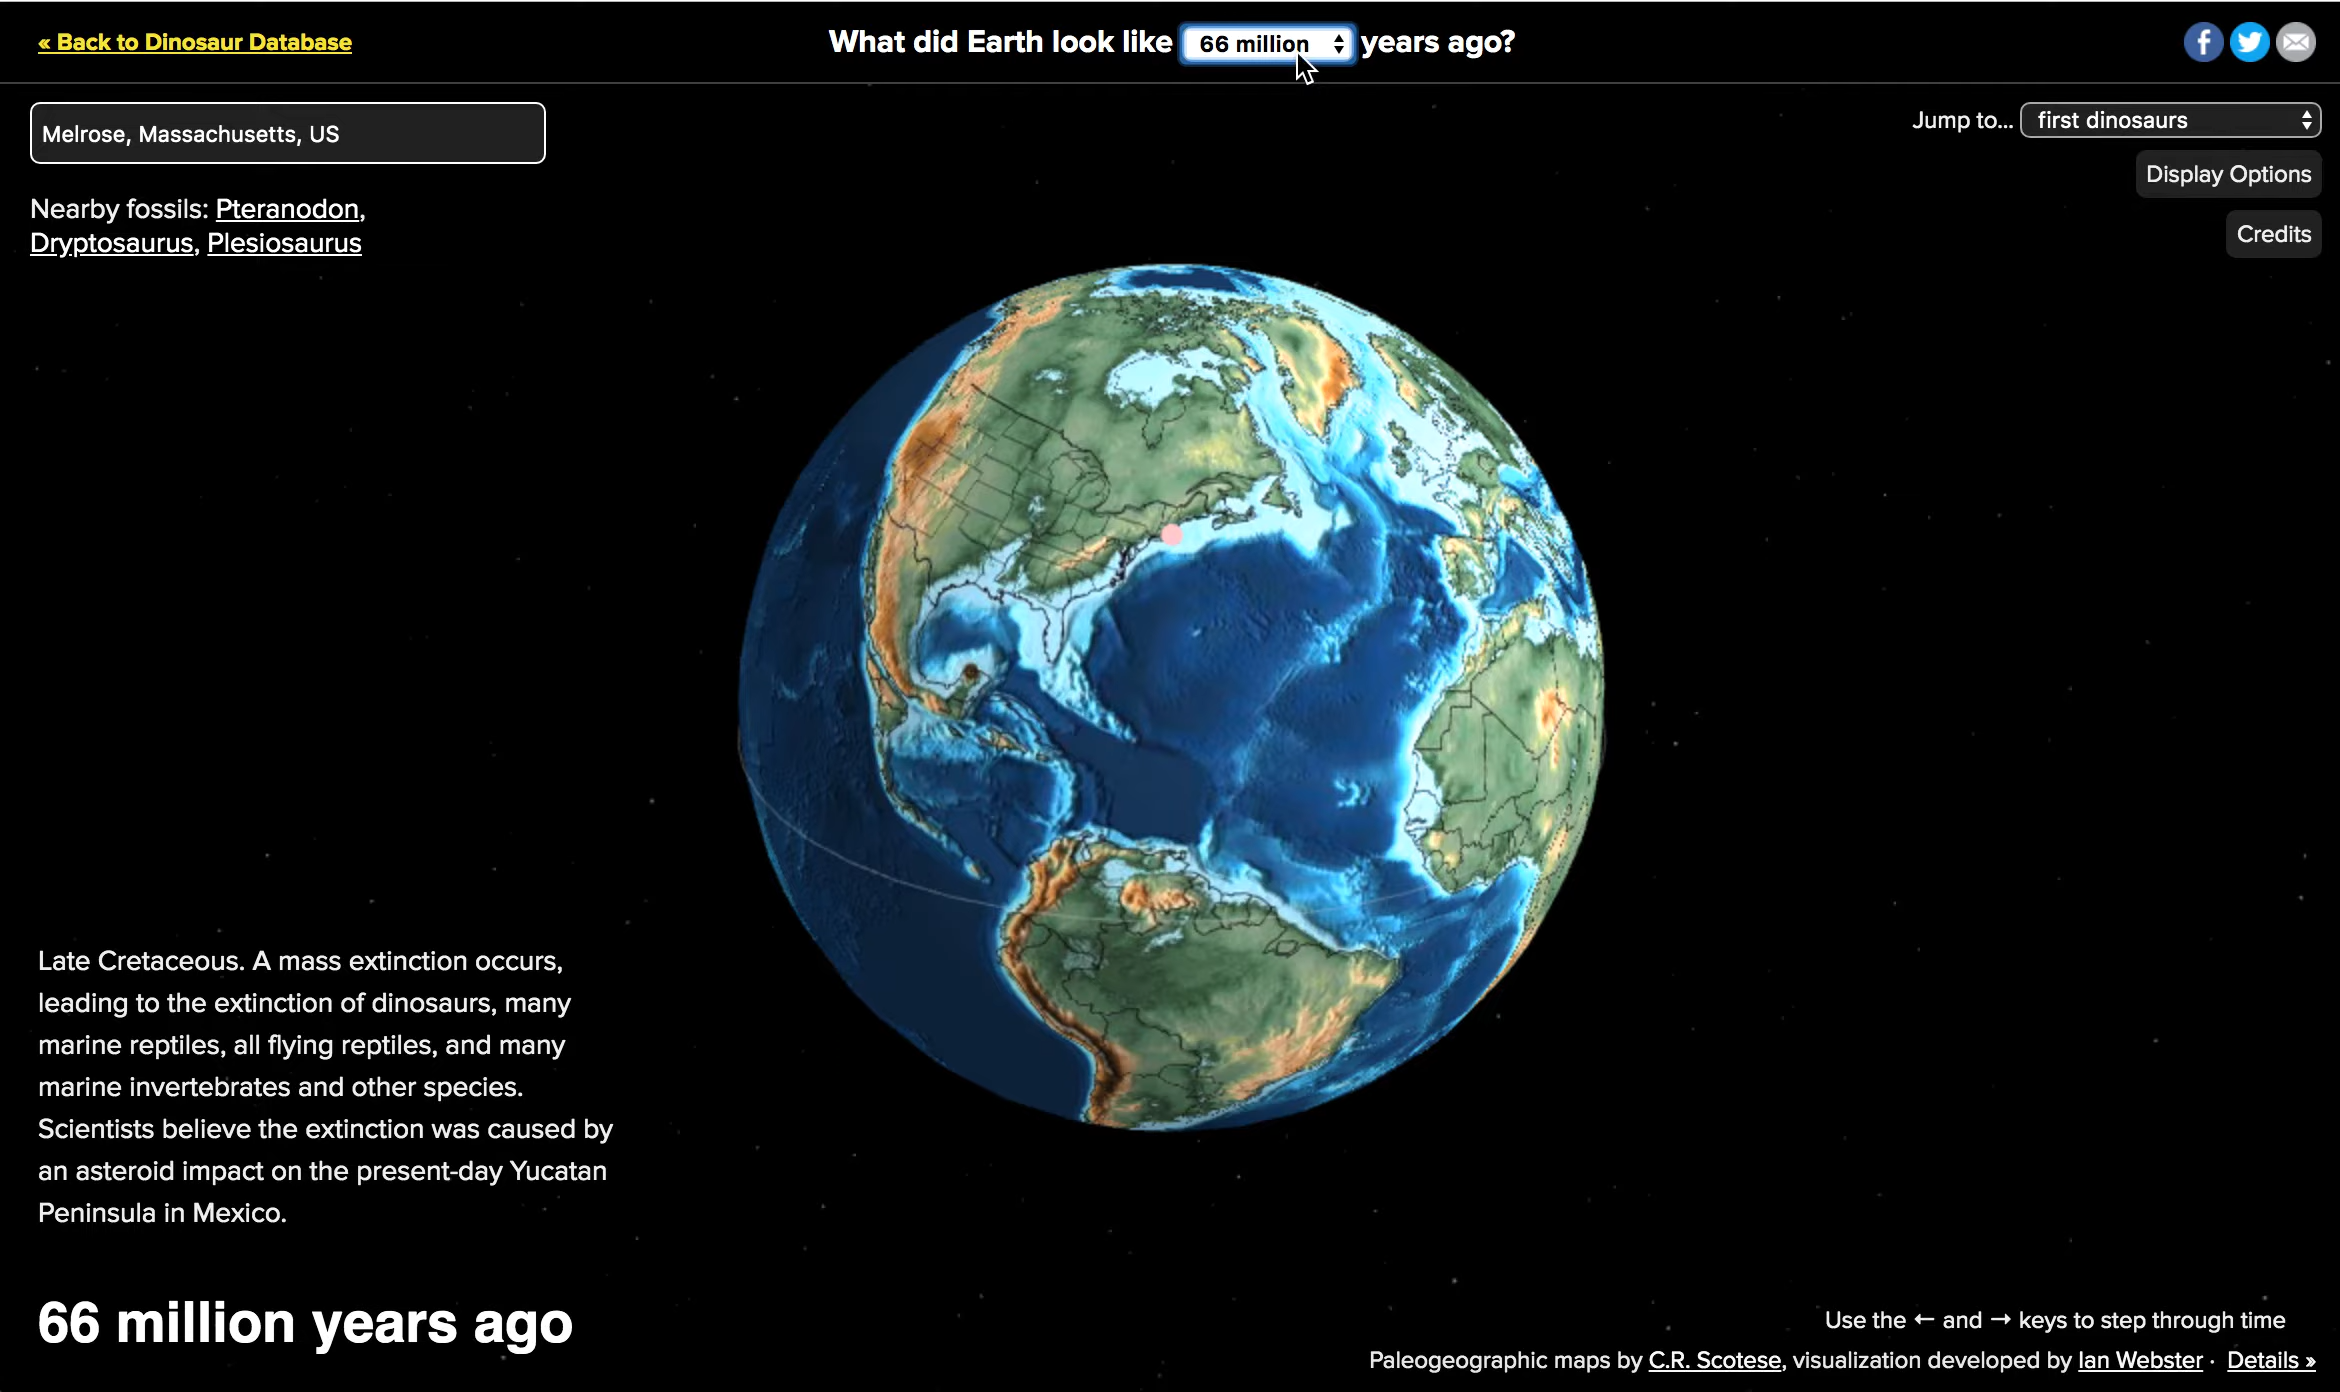 « Back to Dinosaur Database
What did Earth look like 66 million years ago?
Melrose, Massachusetts, US
Jump to... first dinosaurs
Display Options
Nearby fossils: Pteranodon,
Dryptosaurus, Plesiosaurus
Credits
Late Cretaceous. A mass extinction occurs,
leading to the extinction of dinosaurs, many
marine reptiles, all flying reptiles, and many
marine invertebrates and other species.
Scientists believe the extinction was caused by
an asteroid impact on the present-day Yucatan
Peninsula in Mexico.
66 million years ago
Use the ← and → keys to step through time
Paleogeographic maps by C.R. Scotese, visualization developed by Ian Webster · Details »